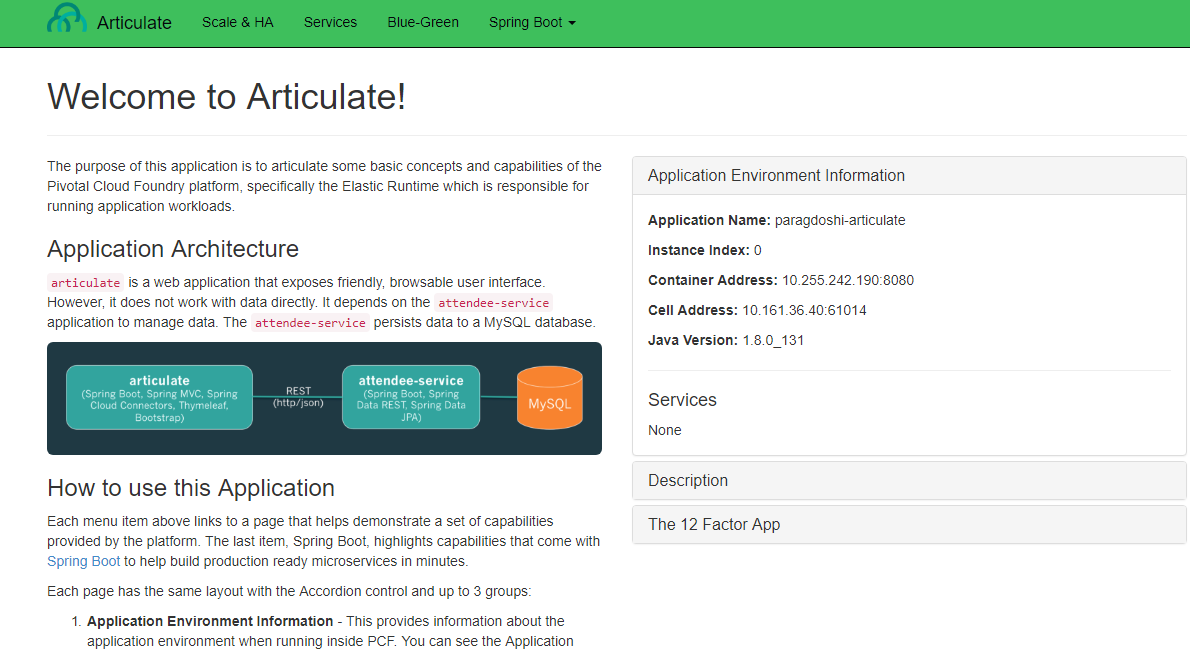 Articulate Scale & HA Services Blue-Green Spring Boot
Welcome to Articulate!
The purpose of this application is to articulate some basic concepts and capabilities of the
Pivotal Cloud Foundry platform, specifically the Elastic Runtime which is responsible for
running application workloads.
Application Architecture
articulate is a web application that exposes friendly, browsable user interface.
However, it does not work with data directly. It depends on the attendee-service
application to manage data. The attendee-service persists data to a MySQL database.
articulate
(Spring Boot, Spring MVC, Spring
Cloud Connectors, Thymeleaf,
Bootstrap)
REST
(http/json)
attendee-service
(Spring Boot, Spring
Data REST, Spring Data
JPA)
MySQL
How to use this Application
Each menu item above links to a page that helps demonstrate a set of capabilities
provided by the platform. The last item, Spring Boot, highlights capabilities that come with
Spring Boot to help build production ready microservices in minutes.
Each page has the same layout with the Accordion control and up to 3 groups:
1. Application Environment Information - This provides information about the
application environment when running inside PCF. You can see the Application
Application Environment Information
Application Name: paragdoshi-articulate
Instance Index: 0
Container Address: 10.255.242.190:8080
Cell Address: 10.161.36.40:61014
Java Version: 1.8.0_131
Services
None
Description
The 12 Factor App